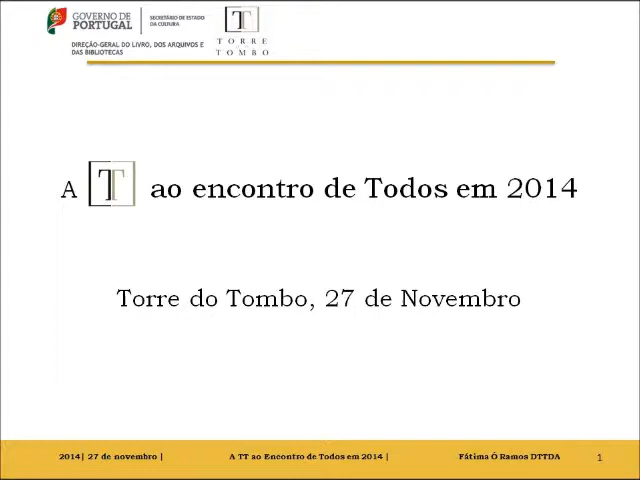 GOVERNO DE
PORTUGAL
SECRETÁRIO DE ESTADO
DA CULTURA
DIREÇÃO-GERAL DO LIVRO, DOS ARQUIVOS E
DAS BIBLIOTECAS
TT
TORRE
TOMBO
A TT ao encontro de Todos em 2014
Torre do Tombo, 27 de Novembro
2014| 27 de novembro | A TT ao Encontro de Todos em 2014 | Fátima Ó Ramos DTTDA 1